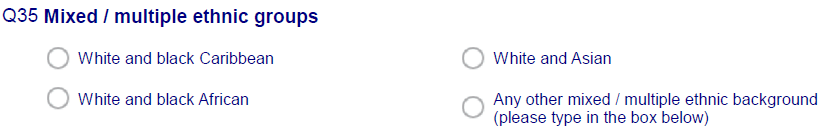 Q35 Mixed / multiple ethnic groups
White and black Caribbean
White and Asian
White and black African
Any other mixed / multiple ethnic background
(please type in the box below)